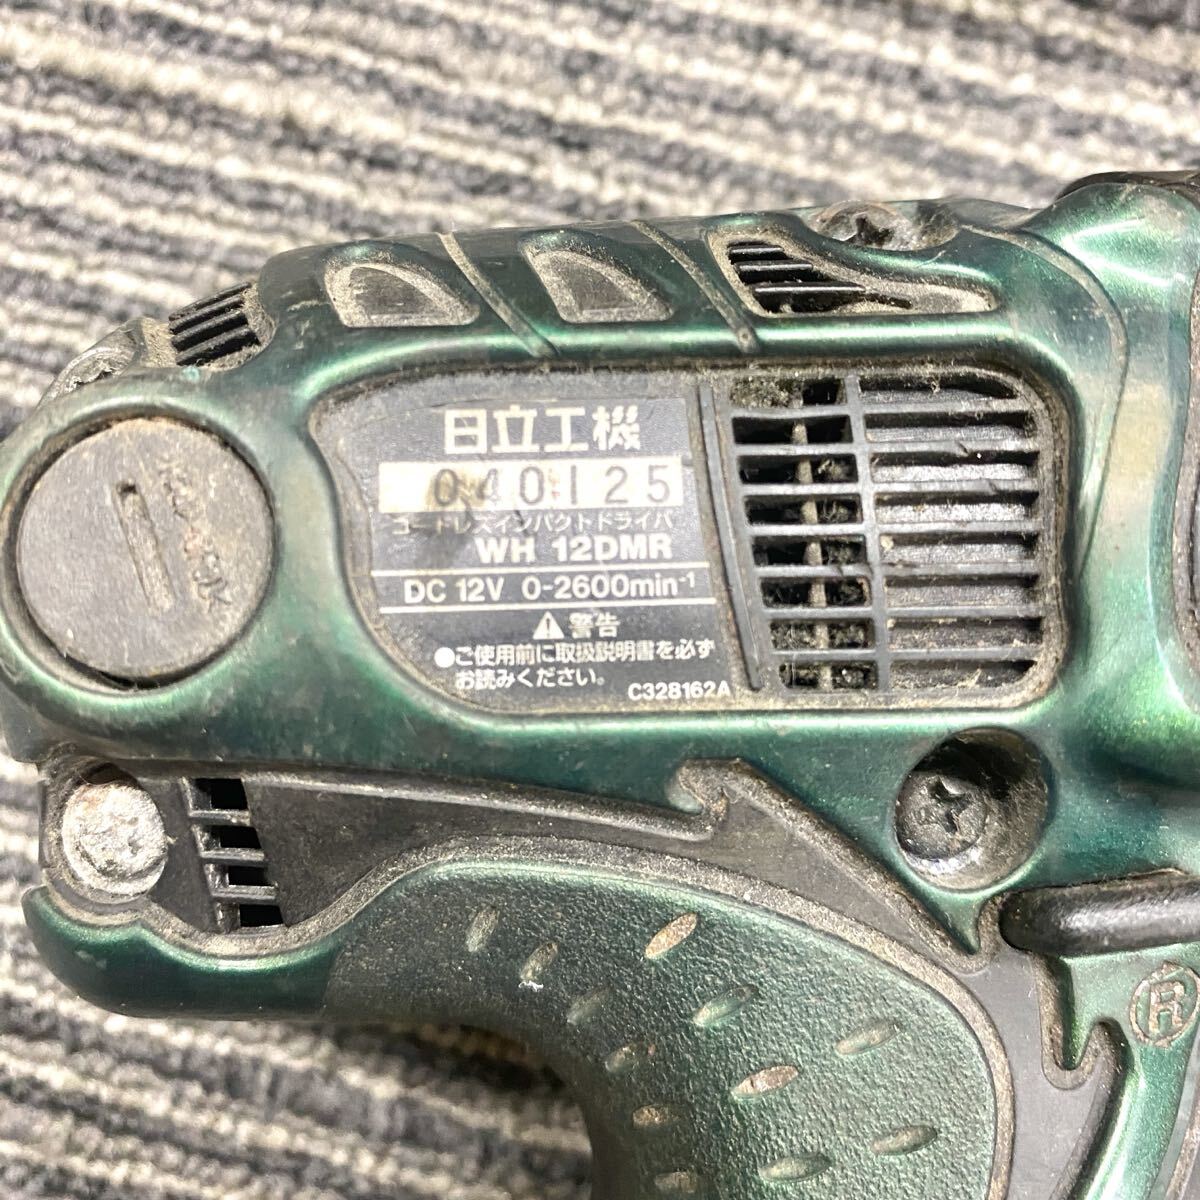 日立工機
040125
コードレスインパクトドライバ
WH 12DMR
DC 12V 0-2600min⁻¹
⚠警告
●ご使用前に取扱説明書を必ず
お読みください。
C328162A
®